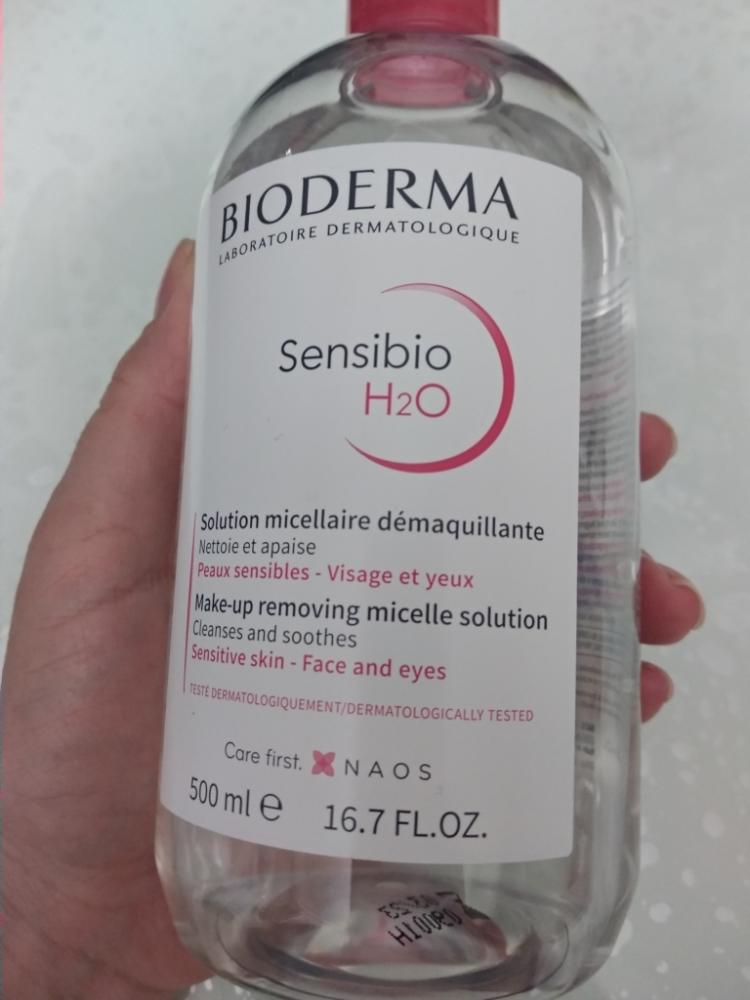 BIODERMA
LABORATOIRE DERMATOLOGIQUE
Sensibio
H2O
Solution micellaire démaquillante
Nettoie et apaise
Peaux sensibles - Visage et yeux
Make-up removing micelle solution
Cleanses and soothes
Sensitive skin - Face and eyes
TESTÉ DERMATOLOGIQUEMENT/DERMATOLOGICALLY TESTED
Care first. NAOS
500 ml e 16.7 FL.OZ.